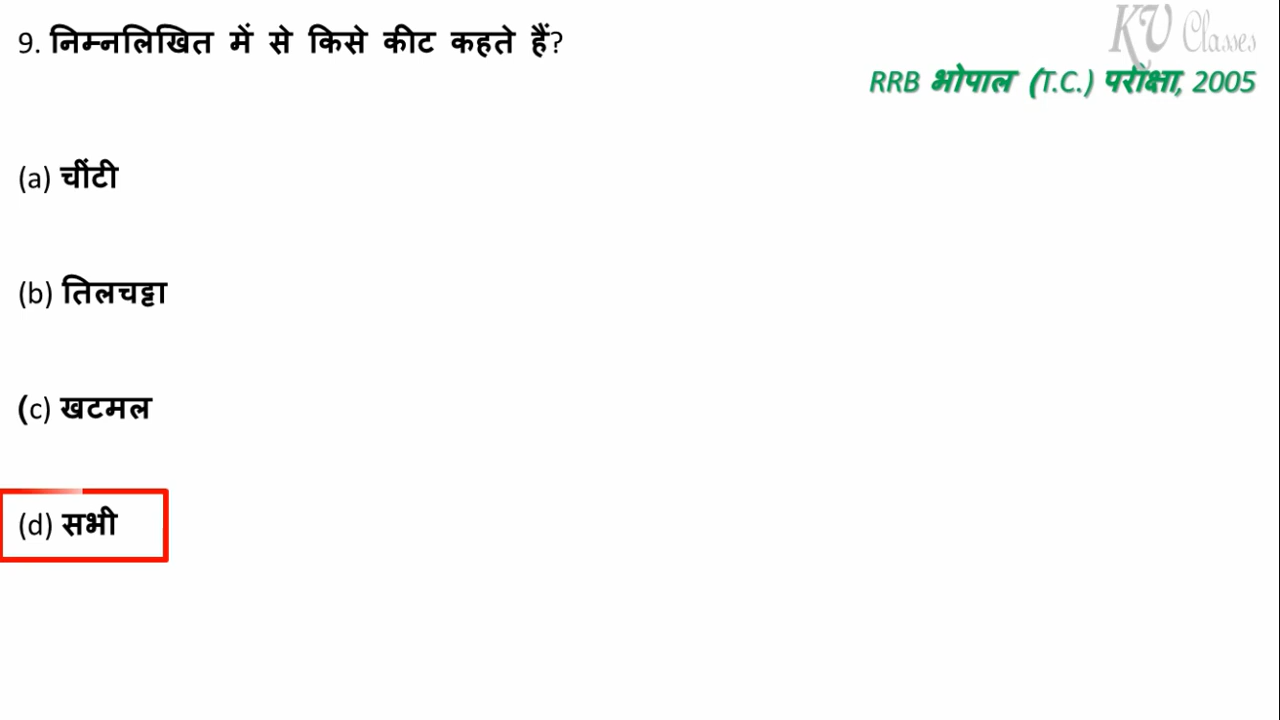 KV Classes
9. निम्नलिखित में से किसे कीट कहते हैं?
RRB भोपाल (T.C.) परीक्षा, 2005
(a) चींटी
(b) तिलचट्टा
(c) खटमल
(d) सभी